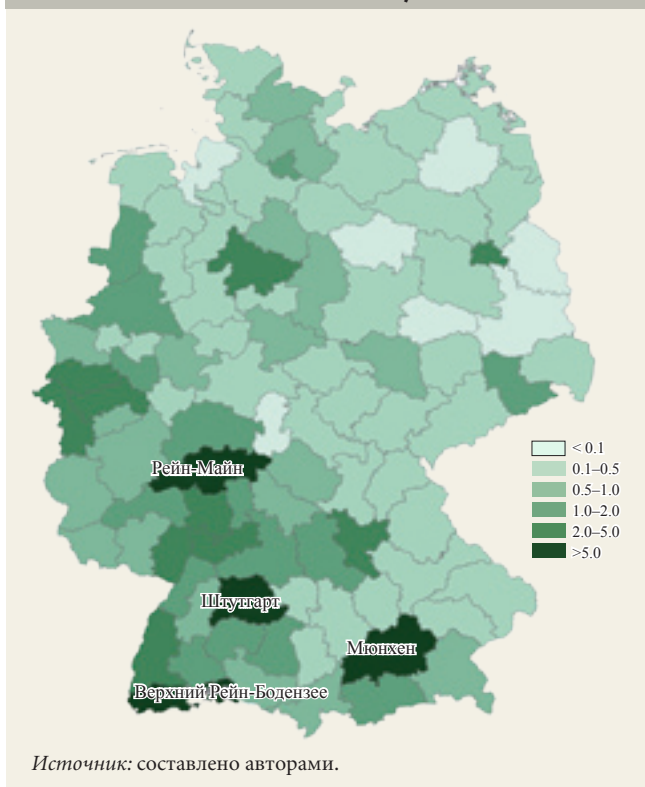 Рейн-Майн
< 0.1
0.1–0.5
0.5–1.0
1.0–2.0
2.0–5.0
>5.0
Штутгарт
Мюнхен
Верхний Рейн-Бодензее
Источник: составлено авторами.